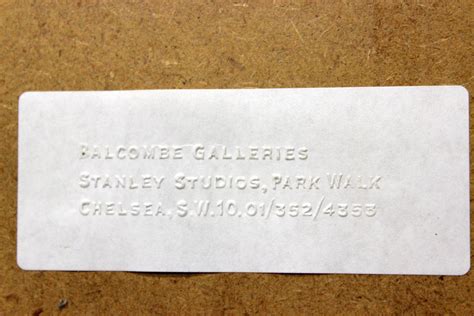 BALCOMBE GALLERIES
STANLEY STUDIOS, PARK WALK
CHELSEA, S.W.10. 01/352/4353